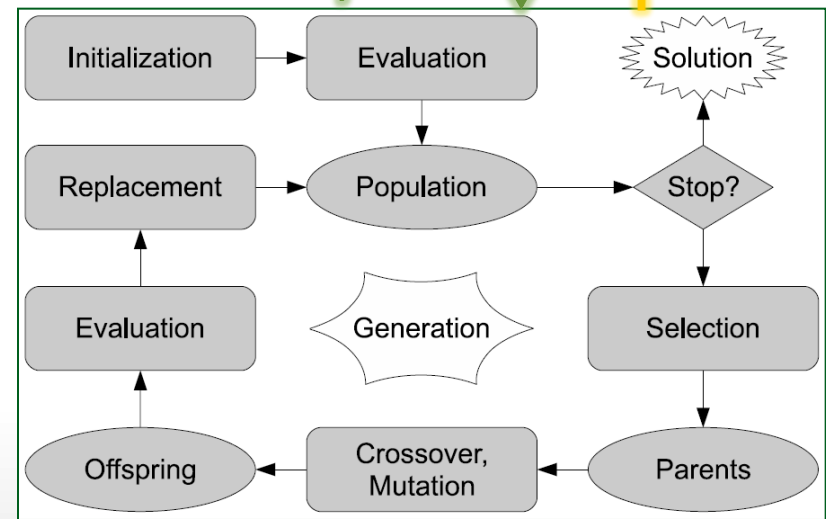 Initialization
Evaluation
Solution
Replacement
Population
Stop?
Evaluation
Generation
Selection
Offspring
Crossover,
Mutation
Parents